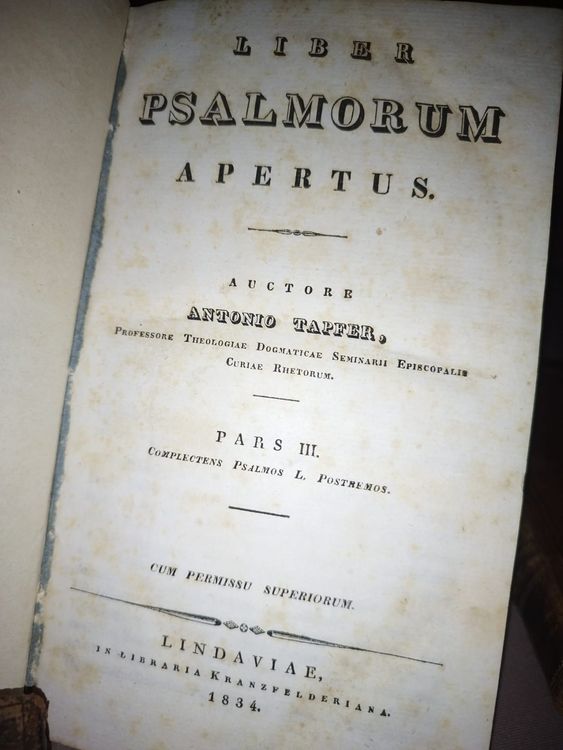 LIBER
PSALMORUM
APERTUS.
AUCTORE
ANTONIO TAPFER,
PROFESSORE THEOLOGIAE DOGMATICAE SEMINARII EPISCOPALIS
CURIAE RHETORUM.
PARS III.
COMPLECTENS PSALMOS L. POSTREMOS.
CUM PERMISSU SUPERIORUM.
LINDAVIAE,
IN LIBRARIA KRANZFELDERIANA.
1834.